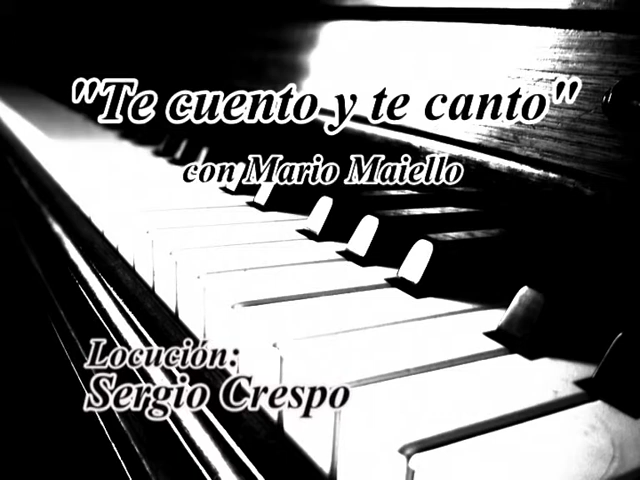 "Te cuento y te canto"
con Mario Maiello
Locución:
Sergio Crespo